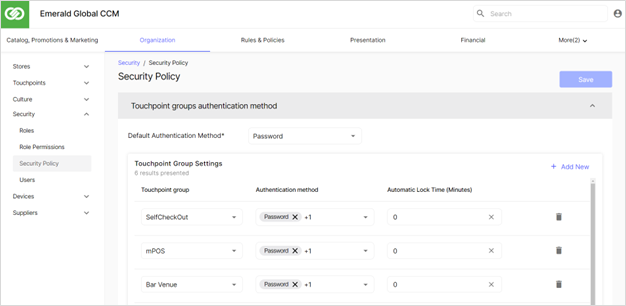 Emerald Global CCM
Search
Catalog, Promotions & Marketing
Organization
Rules & Policies
Presentation
Financial
More(2)
Stores
Touchpoints
Culture
Security
Roles
Role Permissions
Security Policy
Users
Devices
Suppliers
Security / Security Policy
Security Policy
Save
Touchpoint groups authentication method
Default Authentication Method*
Password
Touchpoint Group Settings
6 results presented
+ Add New
Touchpoint group
Authentication method
Automatic Lock Time (Minutes)
SelfCheckOut
Password +1
0
mPOS
Password +1
0
Bar Venue
Password +1
0